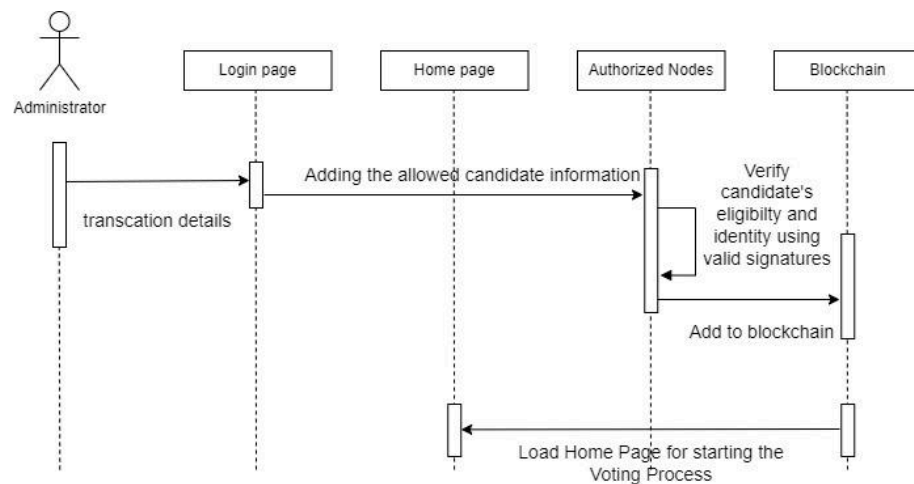 Administrator
Login page
Home page
Authorized Nodes
Blockchain
transcation details
Adding the allowed candidate information
Verify
candidate's
eligibilty and
identity using
valid signatures
Add to blockchain
Load Home Page for starting the
Voting Process